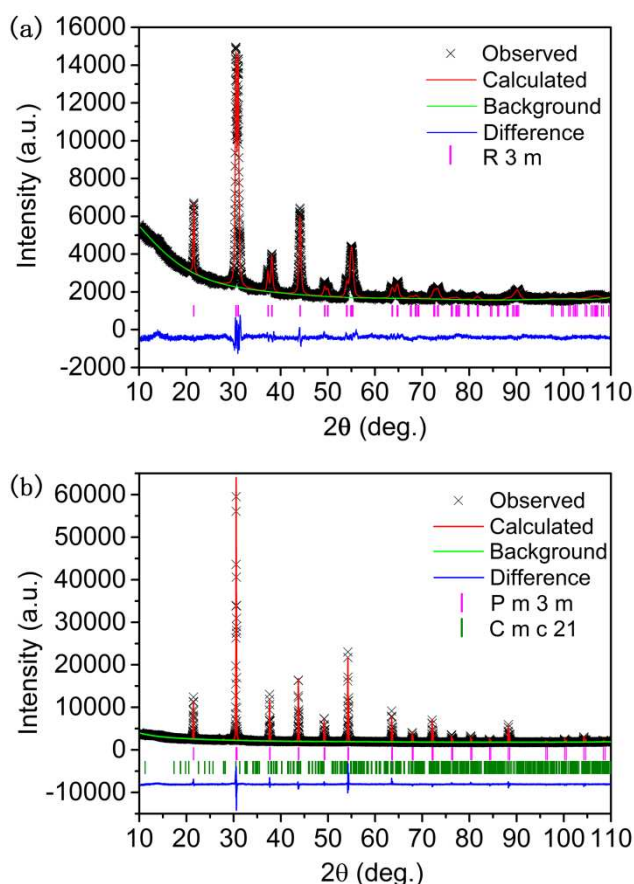 (a)
16000
14000
12000
10000
8000
6000
4000
2000
0
-2000
Intensity (a.u.)
Observed
Calculated
Background
Difference
R 3 m
10 20 30 40 50 60 70 80 90 100 110
2θ (deg.)
(b)
60000
50000
40000
30000
20000
10000
0
-10000
Intensity (a.u.)
Observed
Calculated
Background
Difference
P m 3 m
C m c 21
10 20 30 40 50 60 70 80 90 100 110
2θ (deg.)